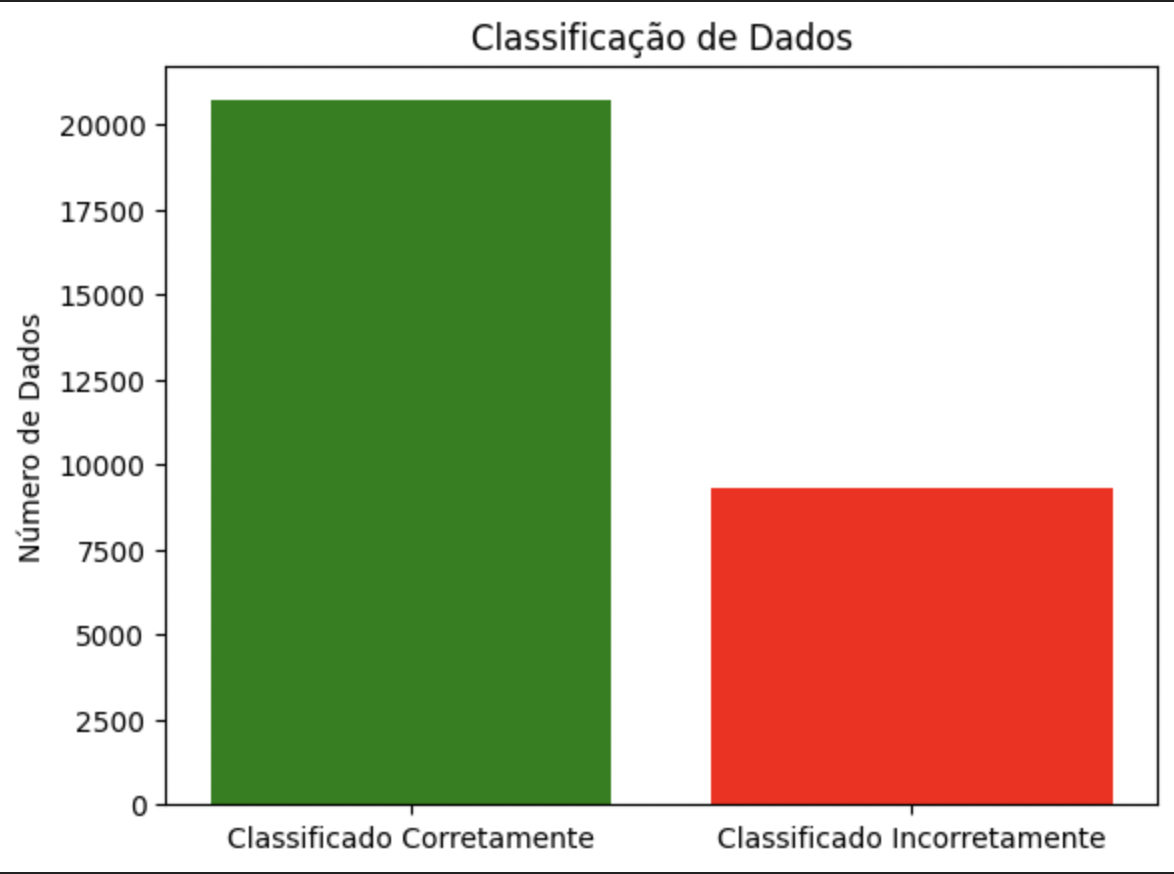 Classificação de Dados
Número de Dados
20000
17500
15000
12500
10000
7500
5000
2500
0
Classificado Corretamente
Classificado Incorretamente